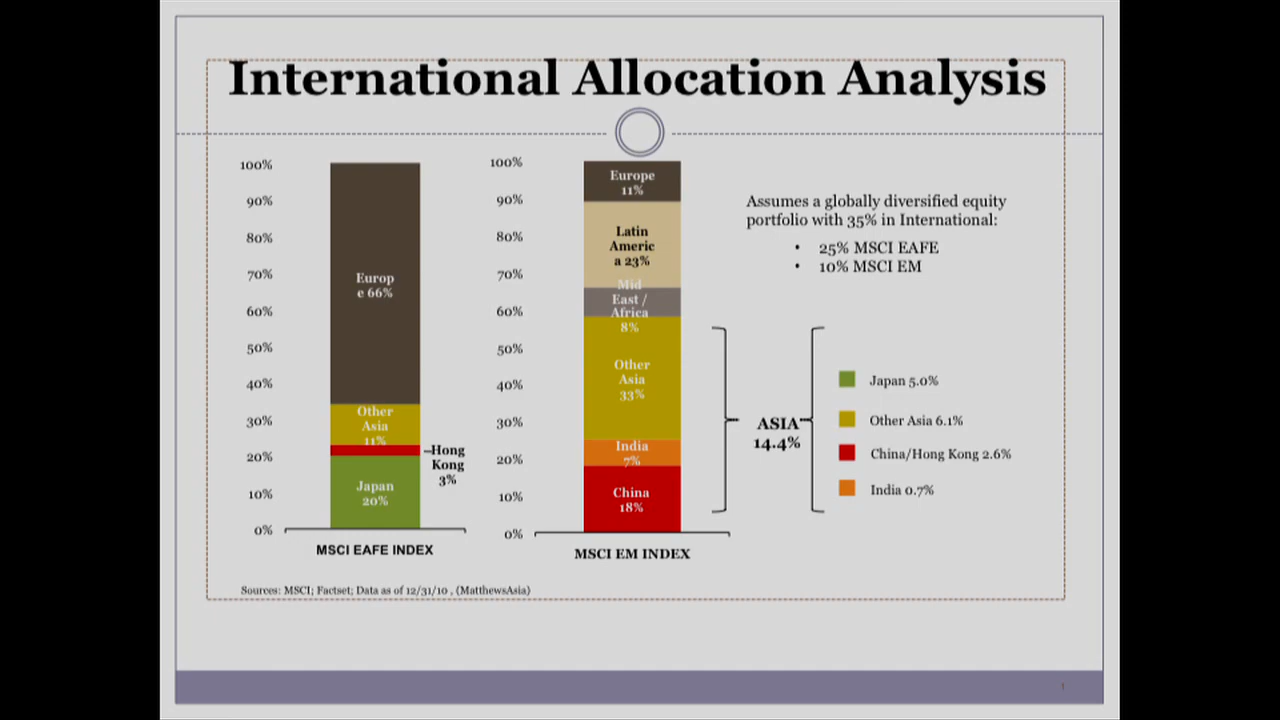 International Allocation Analysis
100%
90%
80%
70%
60%
50%
40%
30%
20%
10%
0%
Europ
e 66%
Other
Asia
11%
Hong
Kong
3%
Japan
20%
MSCI EAFE INDEX
100%
90%
80%
70%
60%
50%
40%
30%
20%
10%
0%
Europe
11%
Latin
Americ
a 23%
Mid
East /
Africa
8%
Other
Asia
33%
India
7%
China
18%
MSCI EM INDEX
Assumes a globally diversified equity
portfolio with 35% in International:
• 25% MSCI EAFE
• 10% MSCI EM
ASIA
14.4%
Japan 5.0%
Other Asia 6.1%
China/Hong Kong 2.6%
India 0.7%
Sources: MSCI; Factset; Data as of 12/31/10 , (MatthewsAsia)
1